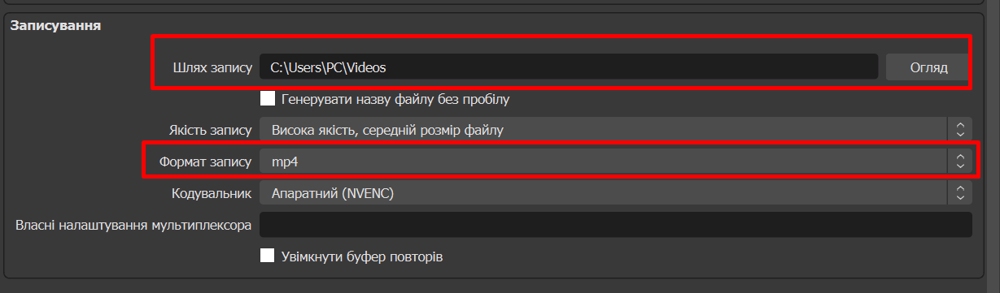 Записування
Шлях запису C:\Users\PC\Videos Огляд
Генерувати назву файлу без пробілу
Якість запису Висока якість, середній розмір файлу
Формат запису mp4
Кодувальник Апаратний (NVENC)
Власні налаштування мультиплексора
Увімкнути буфер повторів